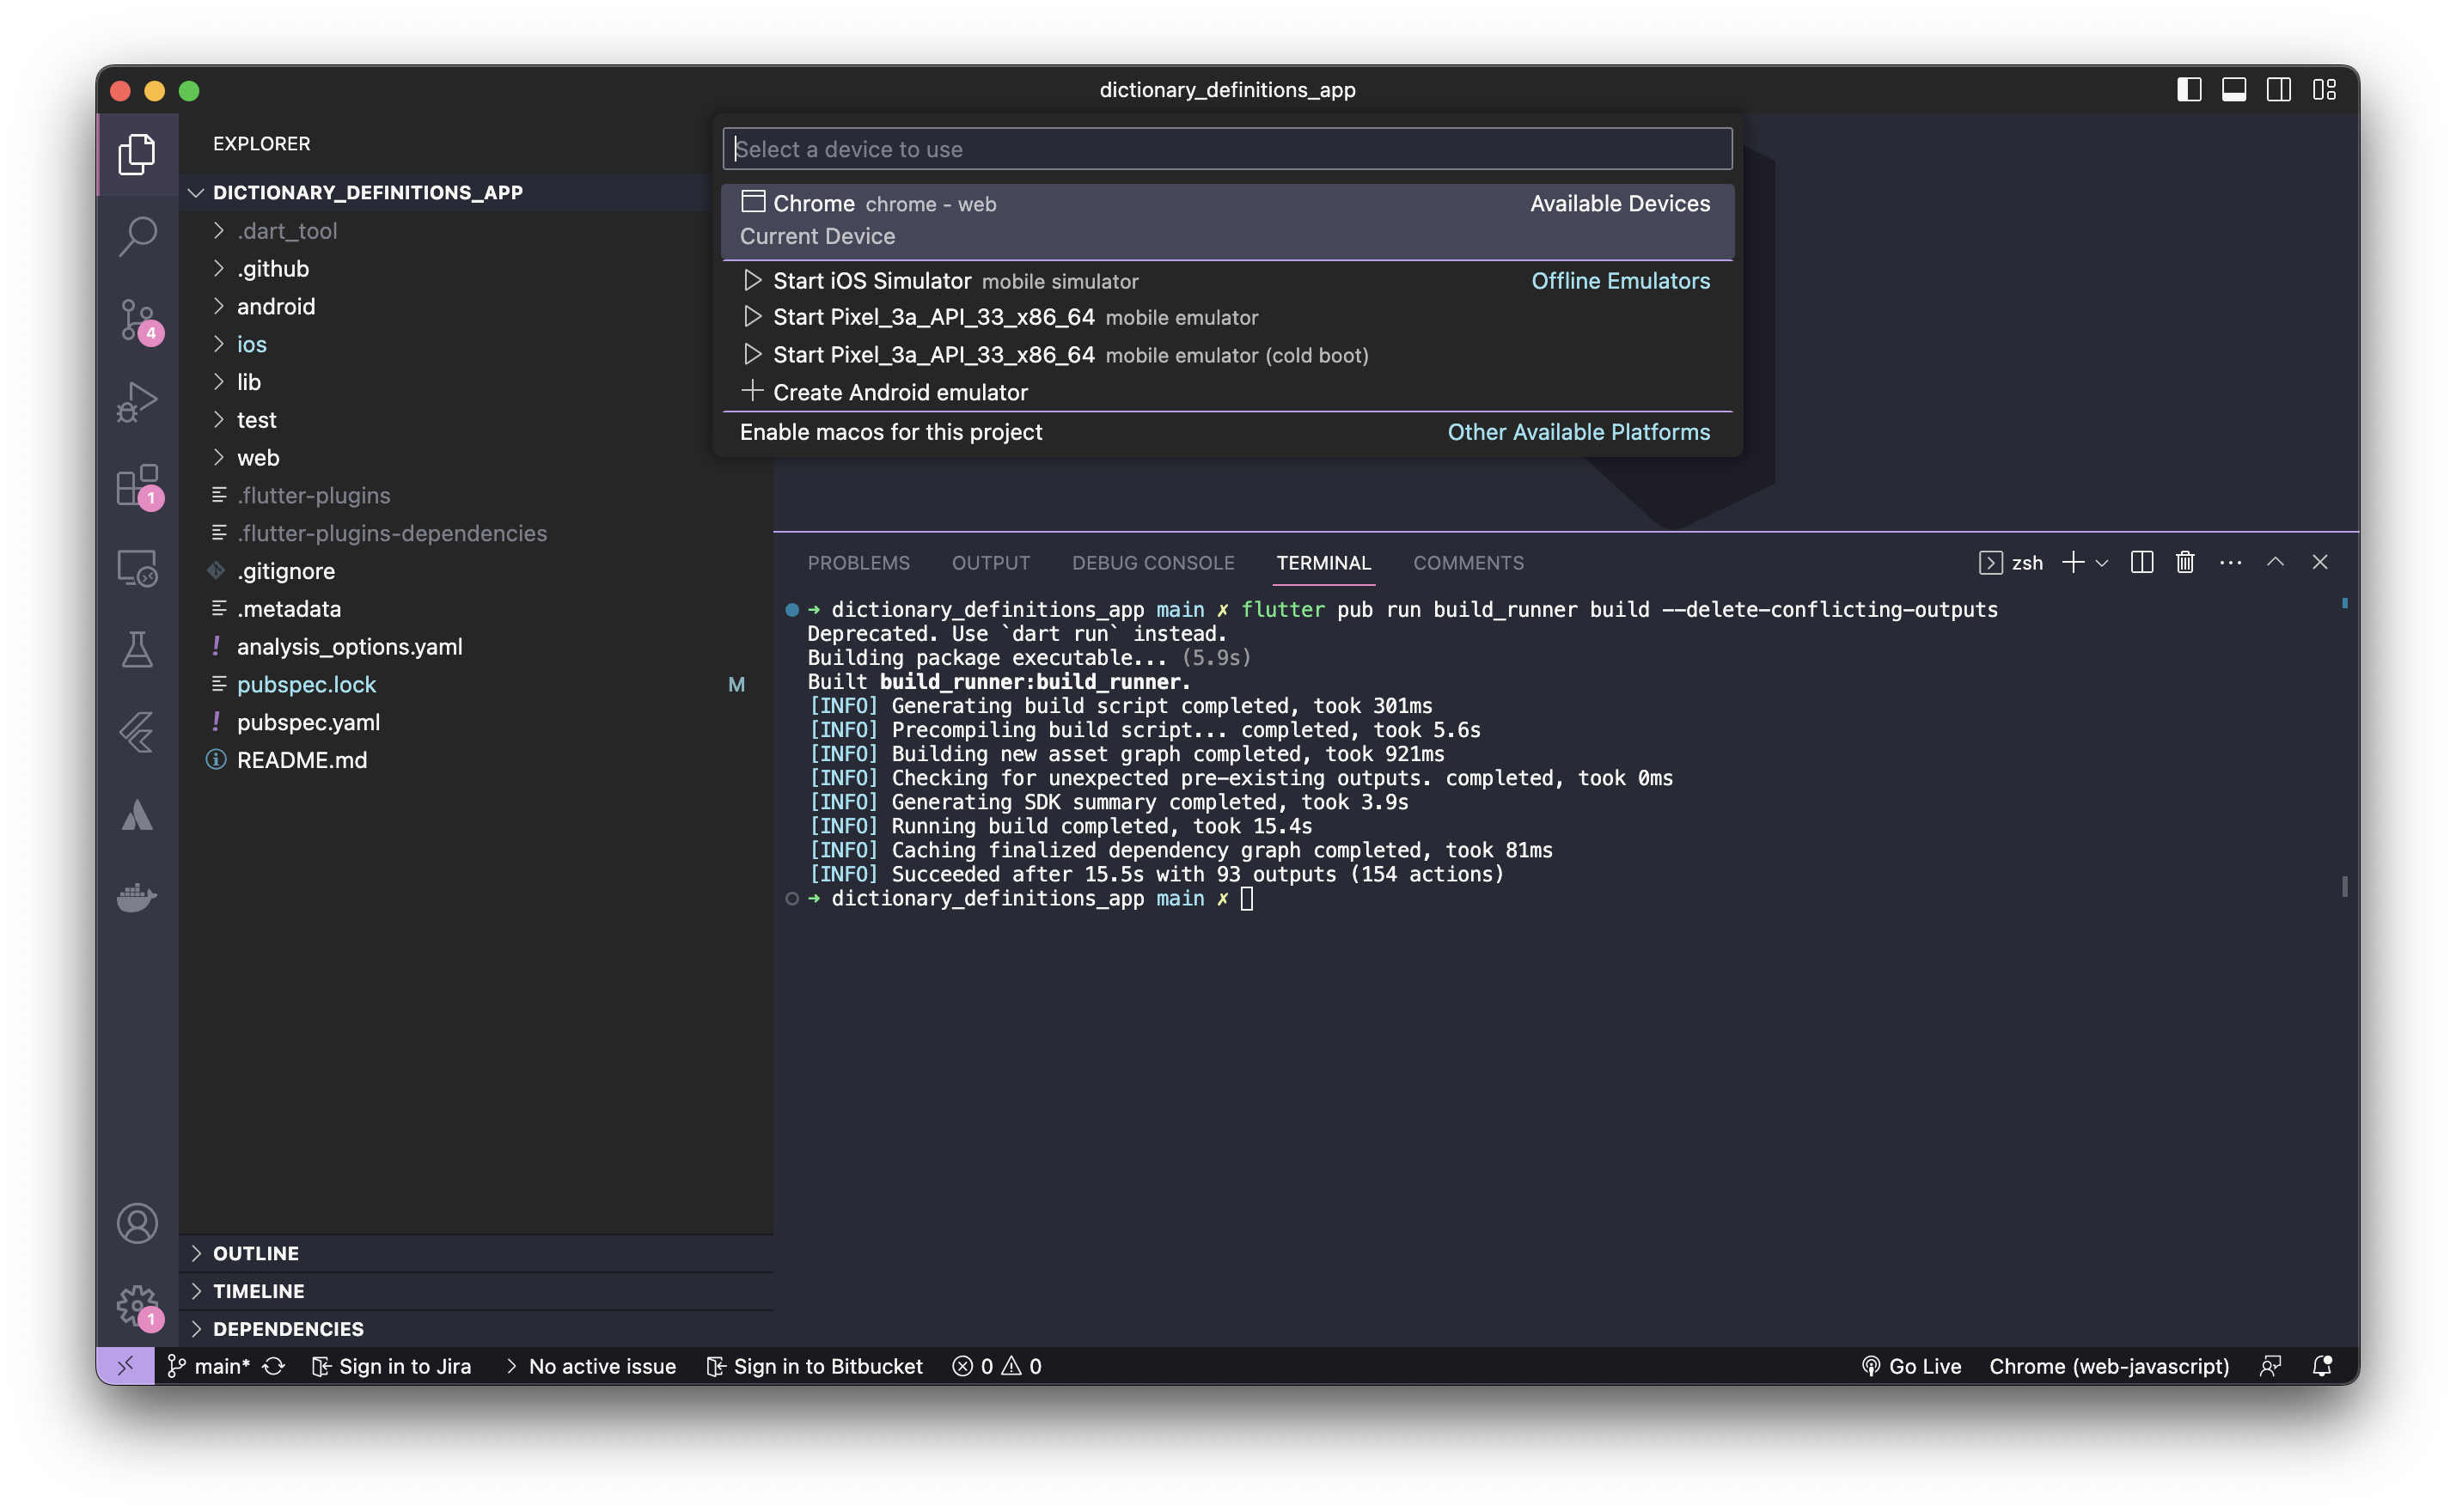 dictionary_definitions_app
EXPLORER
DICTIONARY_DEFINITIONS_APP
.dart_tool
.github
android
ios
lib
test
web
.flutter-plugins
.flutter-plugins-dependencies
.gitignore
.metadata
! analysis_options.yaml
pubspec.lock M
! pubspec.yaml
README.md
OUTLINE
TIMELINE
DEPENDENCIES
4
1
1
Select a device to use
Chrome chrome - web Available Devices
Current Device
Start iOS Simulator mobile simulator Offline Emulators
Start Pixel_3a_API_33_x86_64 mobile emulator
Start Pixel_3a_API_33_x86_64 mobile emulator (cold boot)
Create Android emulator
Enable macos for this project Other Available Platforms
PROBLEMS OUTPUT DEBUG CONSOLE TERMINAL COMMENTS zsh
➜ dictionary_definitions_app main ✗ flutter pub run build_runner build --delete-conflicting-outputs
Deprecated. Use `dart run` instead.
Building package executable... (5.9s)
Built build_runner:build_runner.
[INFO] Generating build script completed, took 301ms
[INFO] Precompiling build script... completed, took 5.6s
[INFO] Building new asset graph completed, took 921ms
[INFO] Checking for unexpected pre-existing outputs. completed, took 0ms
[INFO] Generating SDK summary completed, took 3.9s
[INFO] Running build completed, took 15.4s
[INFO] Caching finalized dependency graph completed, took 81ms
[INFO] Succeeded after 15.5s with 93 outputs (154 actions)
➜ dictionary_definitions_app main ✗
main* Sign in to Jira No active issue Sign in to Bitbucket 0 0 Go Live Chrome (web-javascript)